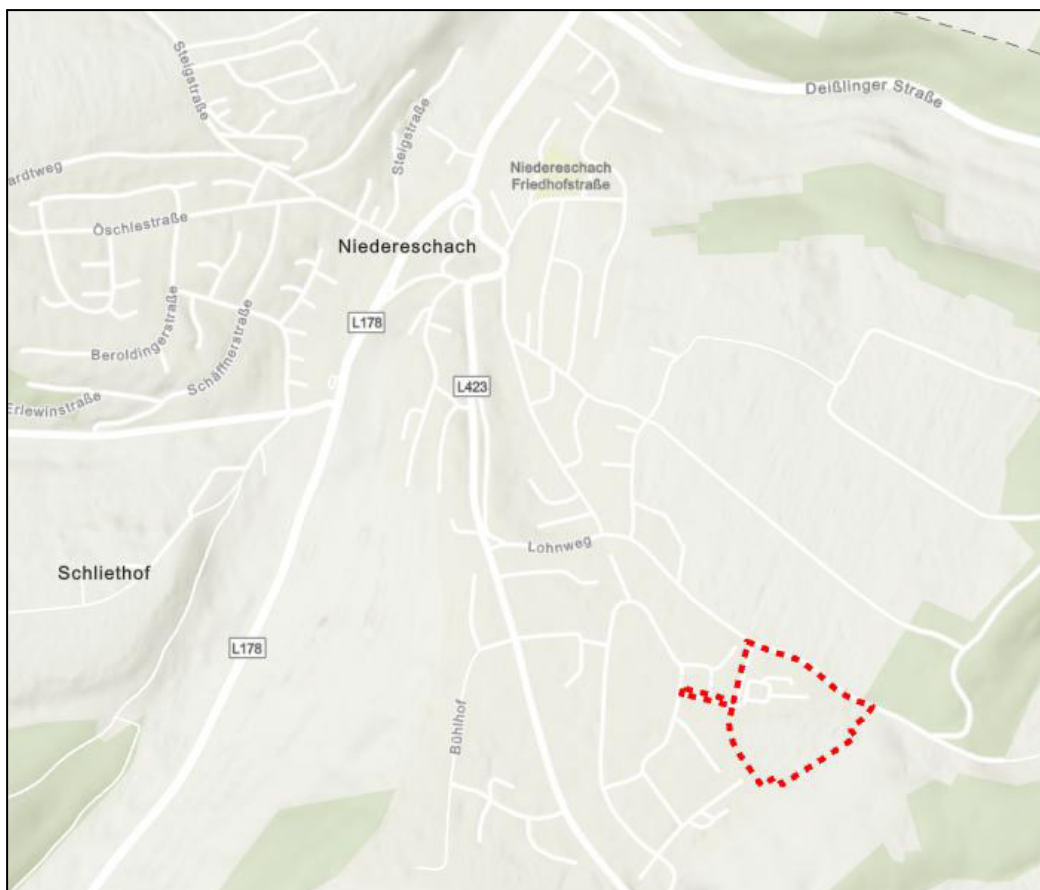 Steigstraße
Deißlinger Straße
Steigstraße
ardtweg
Niedereschach
Friedhofstraße
Öschlestraße
Niedereschach
L178
Beroldingerstraße
Schäffnerstraße
L423
Erlewinstraße
Lohnweg
Schliethof
L178
Bühlhof